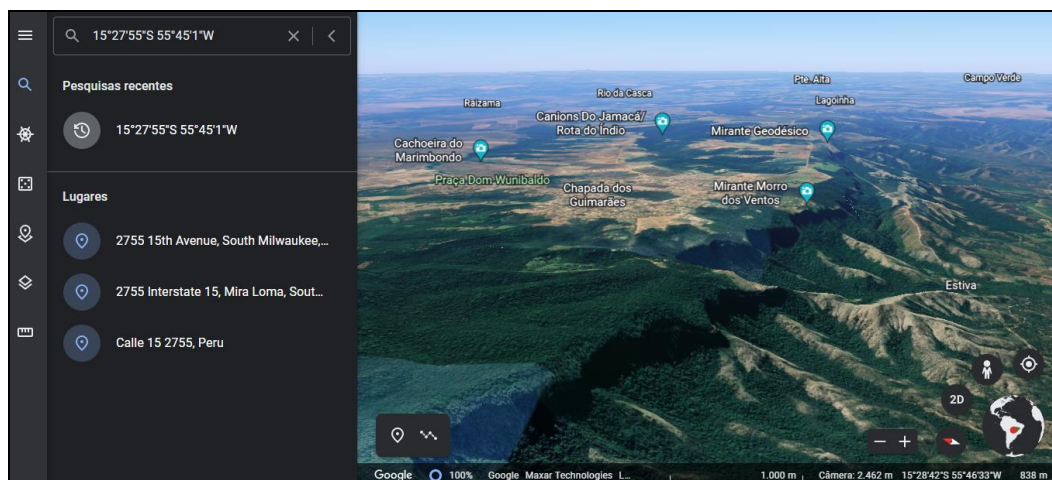 15°27'55"S 55°45'1"W
Pesquisas recentes
15°27'55"S 55°45'1"W
Lugares
2755 15th Avenue, South Milwaukee,...
2755 Interstate 15, Mira Loma, Sout...
Calle 15 2755, Peru
Pte. Alta
Campo Verde
Rio da Casca
Raizama
Lagoinha
Canions Do Jamacá/
Rota do Índio
Mirante Geodésico
Cachoeira do
Marimbondo
Praça Dom Wunibaldo
Chapada dos
Guimarães
Mirante Morro
dos Ventos
Estiva
2D
Google 100% Google Maxar Technologies L... 1.000 m Câmera: 2.462 m 15°28'42"S 55°46'33"W 838 m